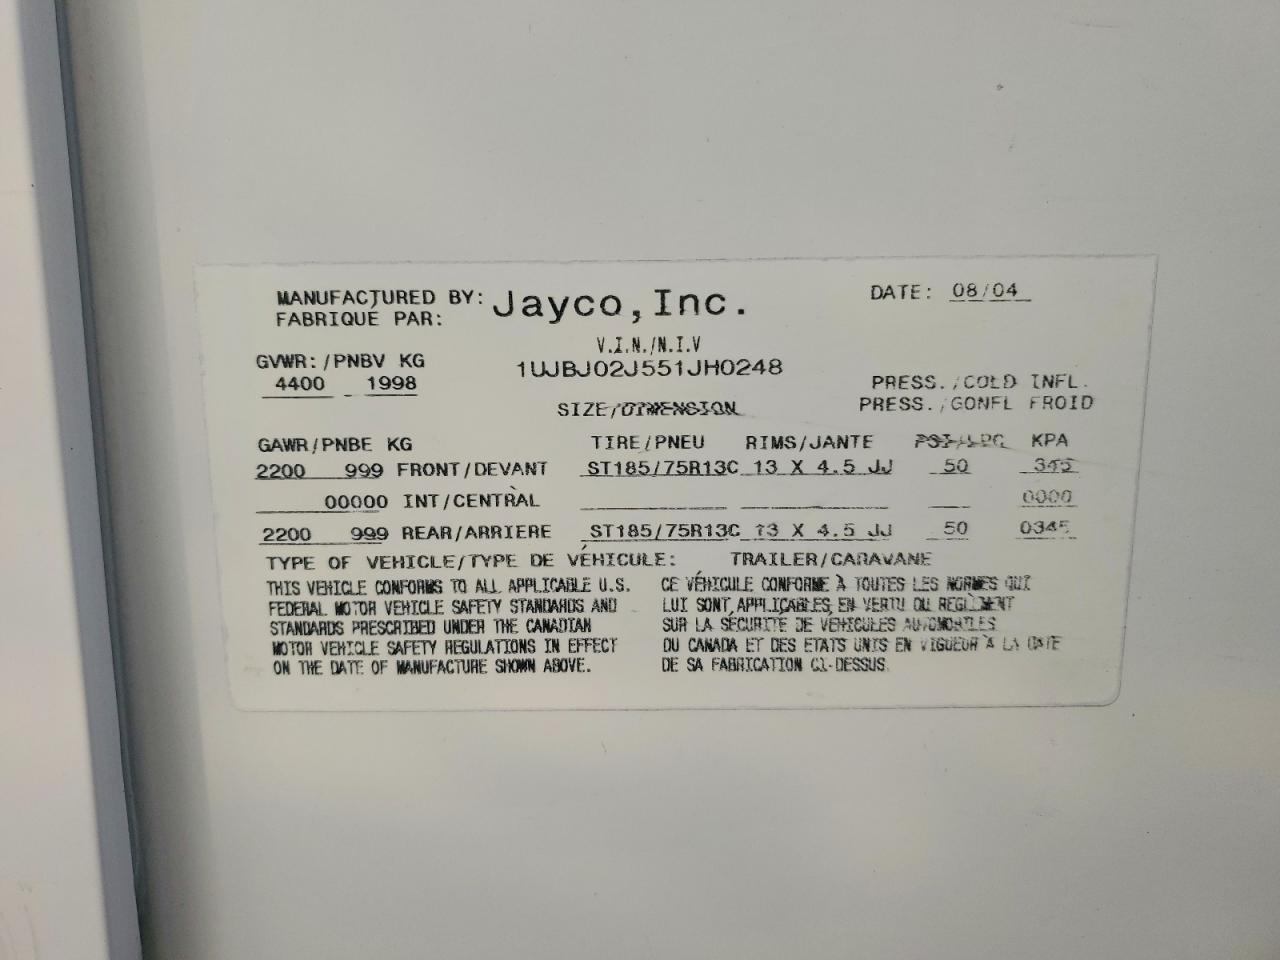 MANUFACTURED BY: Jayco, Inc. DATE: 08/04
FABRIQUÉ PAR:
V.I.N./N.I.V
GVWR:/PNBV KG 1UJBJ02J551JH0248
4400 1998 PRESS./COLD INFL.
SIZE/DIMENSION PRESS./GONFL FROID
GAWR/PNBE KG TIRE/PNEU RIMS/JANTE PSI/LPC KPA
2200 999 FRONT/DEVANT ST185/75R13C 13 X 4.5 JJ 50 345
00000 INT/CENTRAL 0000
2200 999 REAR/ARRIERE ST185/75R13C 13 X 4.5 JJ 50 0345
TYPE OF VEHICLE/TYPE DE VÉHICULE: TRAILER/CARAVANE
THIS VEHICLE CONFORMS TO ALL APPLICABLE U.S.
FEDERAL MOTOR VEHICLE SAFETY STANDARDS AND
STANDARDS PRESCRIBED UNDER THE CANADIAN
MOTOR VEHICLE SAFETY REGULATIONS IN EFFECT
ON THE DATE OF MANUFACTURE SHOWN ABOVE.
CE VÉHICULE CONFORME À TOUTES LES NORMES QUI
LUI SONT APPLICABLES EN VERTU DU REGLEMENT
SUR LA SÉCURITE DE VÉHICULES AUTOMOBILES
DU CANADA ET DES ETATS UNIS EN VIGUEUR À LA DATE
DE SA FABRICATION CI-DESSUS.